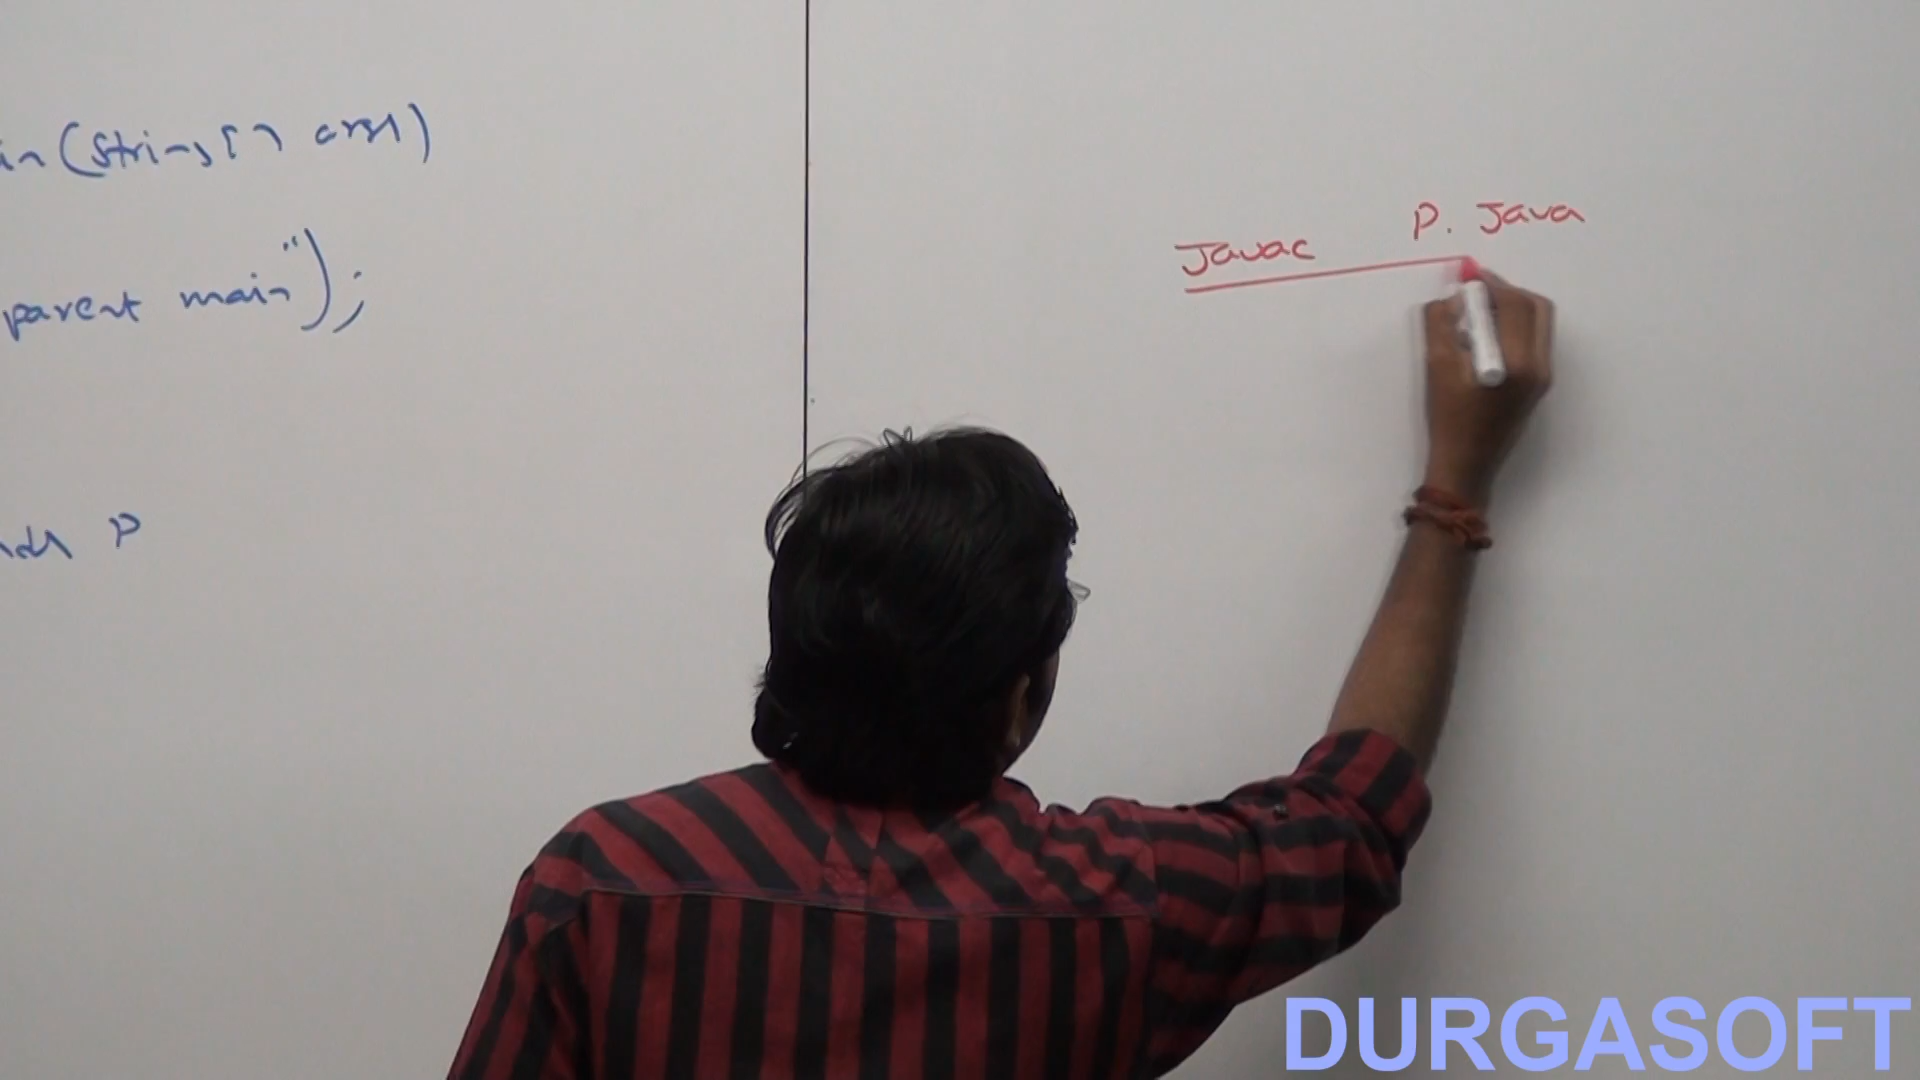 in(String[] args)
parent main");
P
Javac P. Java
DURGASOFT